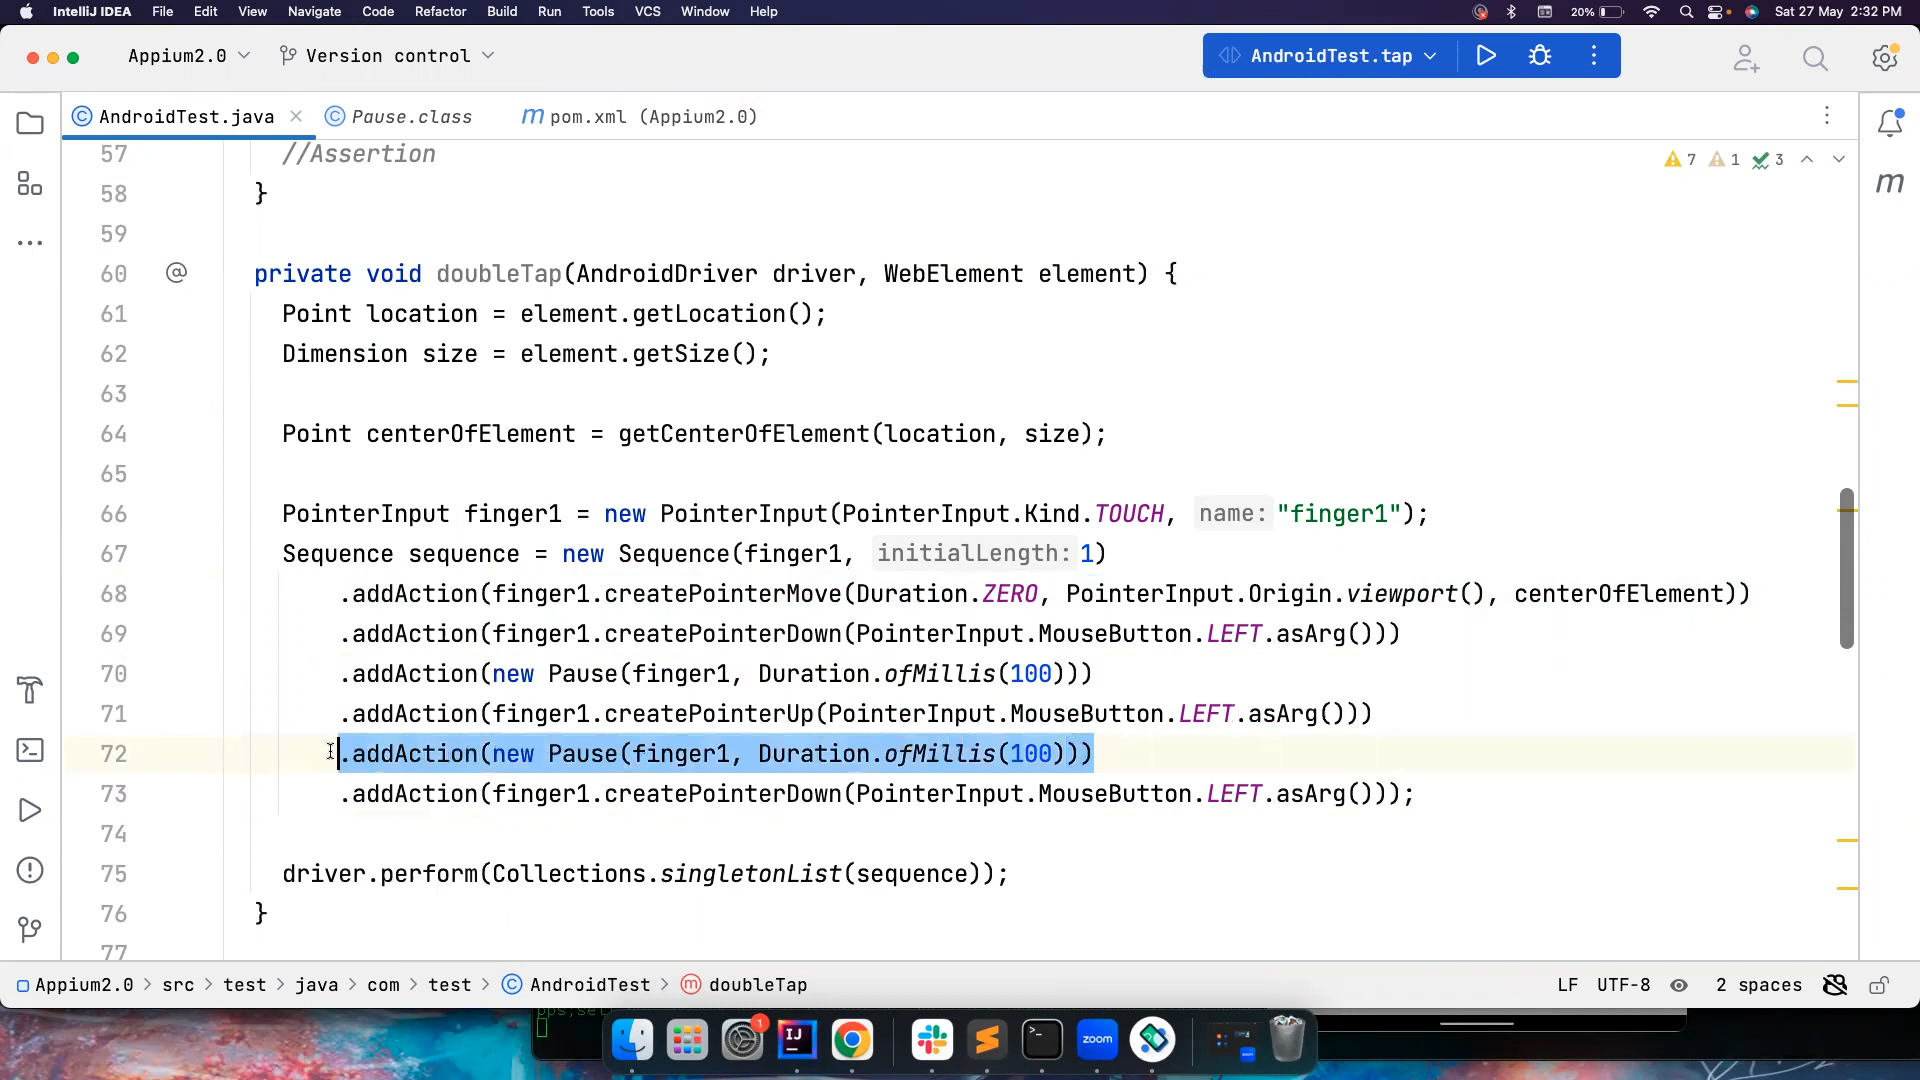 IntelliJ IDEA File Edit View Navigate Code Refactor Build Run Tools VCS Window Help 20% Sat 27 May 2:32 PM
Appium2.0 Version control AndroidTest.tap
AndroidTest.java Pause.class m pom.xml (Appium2.0)
57 //Assertion
7 1 3
58 }
59
60 @ private void doubleTap(AndroidDriver driver, WebElement element) {
61 Point location = element.getLocation();
62 Dimension size = element.getSize();
63
64 Point centerOfElement = getCenterOfElement(location, size);
65
66 PointerInput finger1 = new PointerInput(PointerInput.Kind.TOUCH, name: "finger1");
67 Sequence sequence = new Sequence(finger1, initialLength: 1)
68 .addAction(finger1.createPointerMove(Duration.ZERO, PointerInput.Origin.viewport(), centerOfElement))
69 .addAction(finger1.createPointerDown(PointerInput.MouseButton.LEFT.asArg()))
70 .addAction(new Pause(finger1, Duration.ofMillis(100)))
71 .addAction(finger1.createPointerUp(PointerInput.MouseButton.LEFT.asArg()))
72 .addAction(new Pause(finger1, Duration.ofMillis(100)))
73 .addAction(finger1.createPointerDown(PointerInput.MouseButton.LEFT.asArg()));
74
75 driver.perform(Collections.singletonList(sequence));
76 }
77
Appium2.0 > src > test > java > com > test > AndroidTest > doubleTap LF UTF-8 2 spaces
zoom